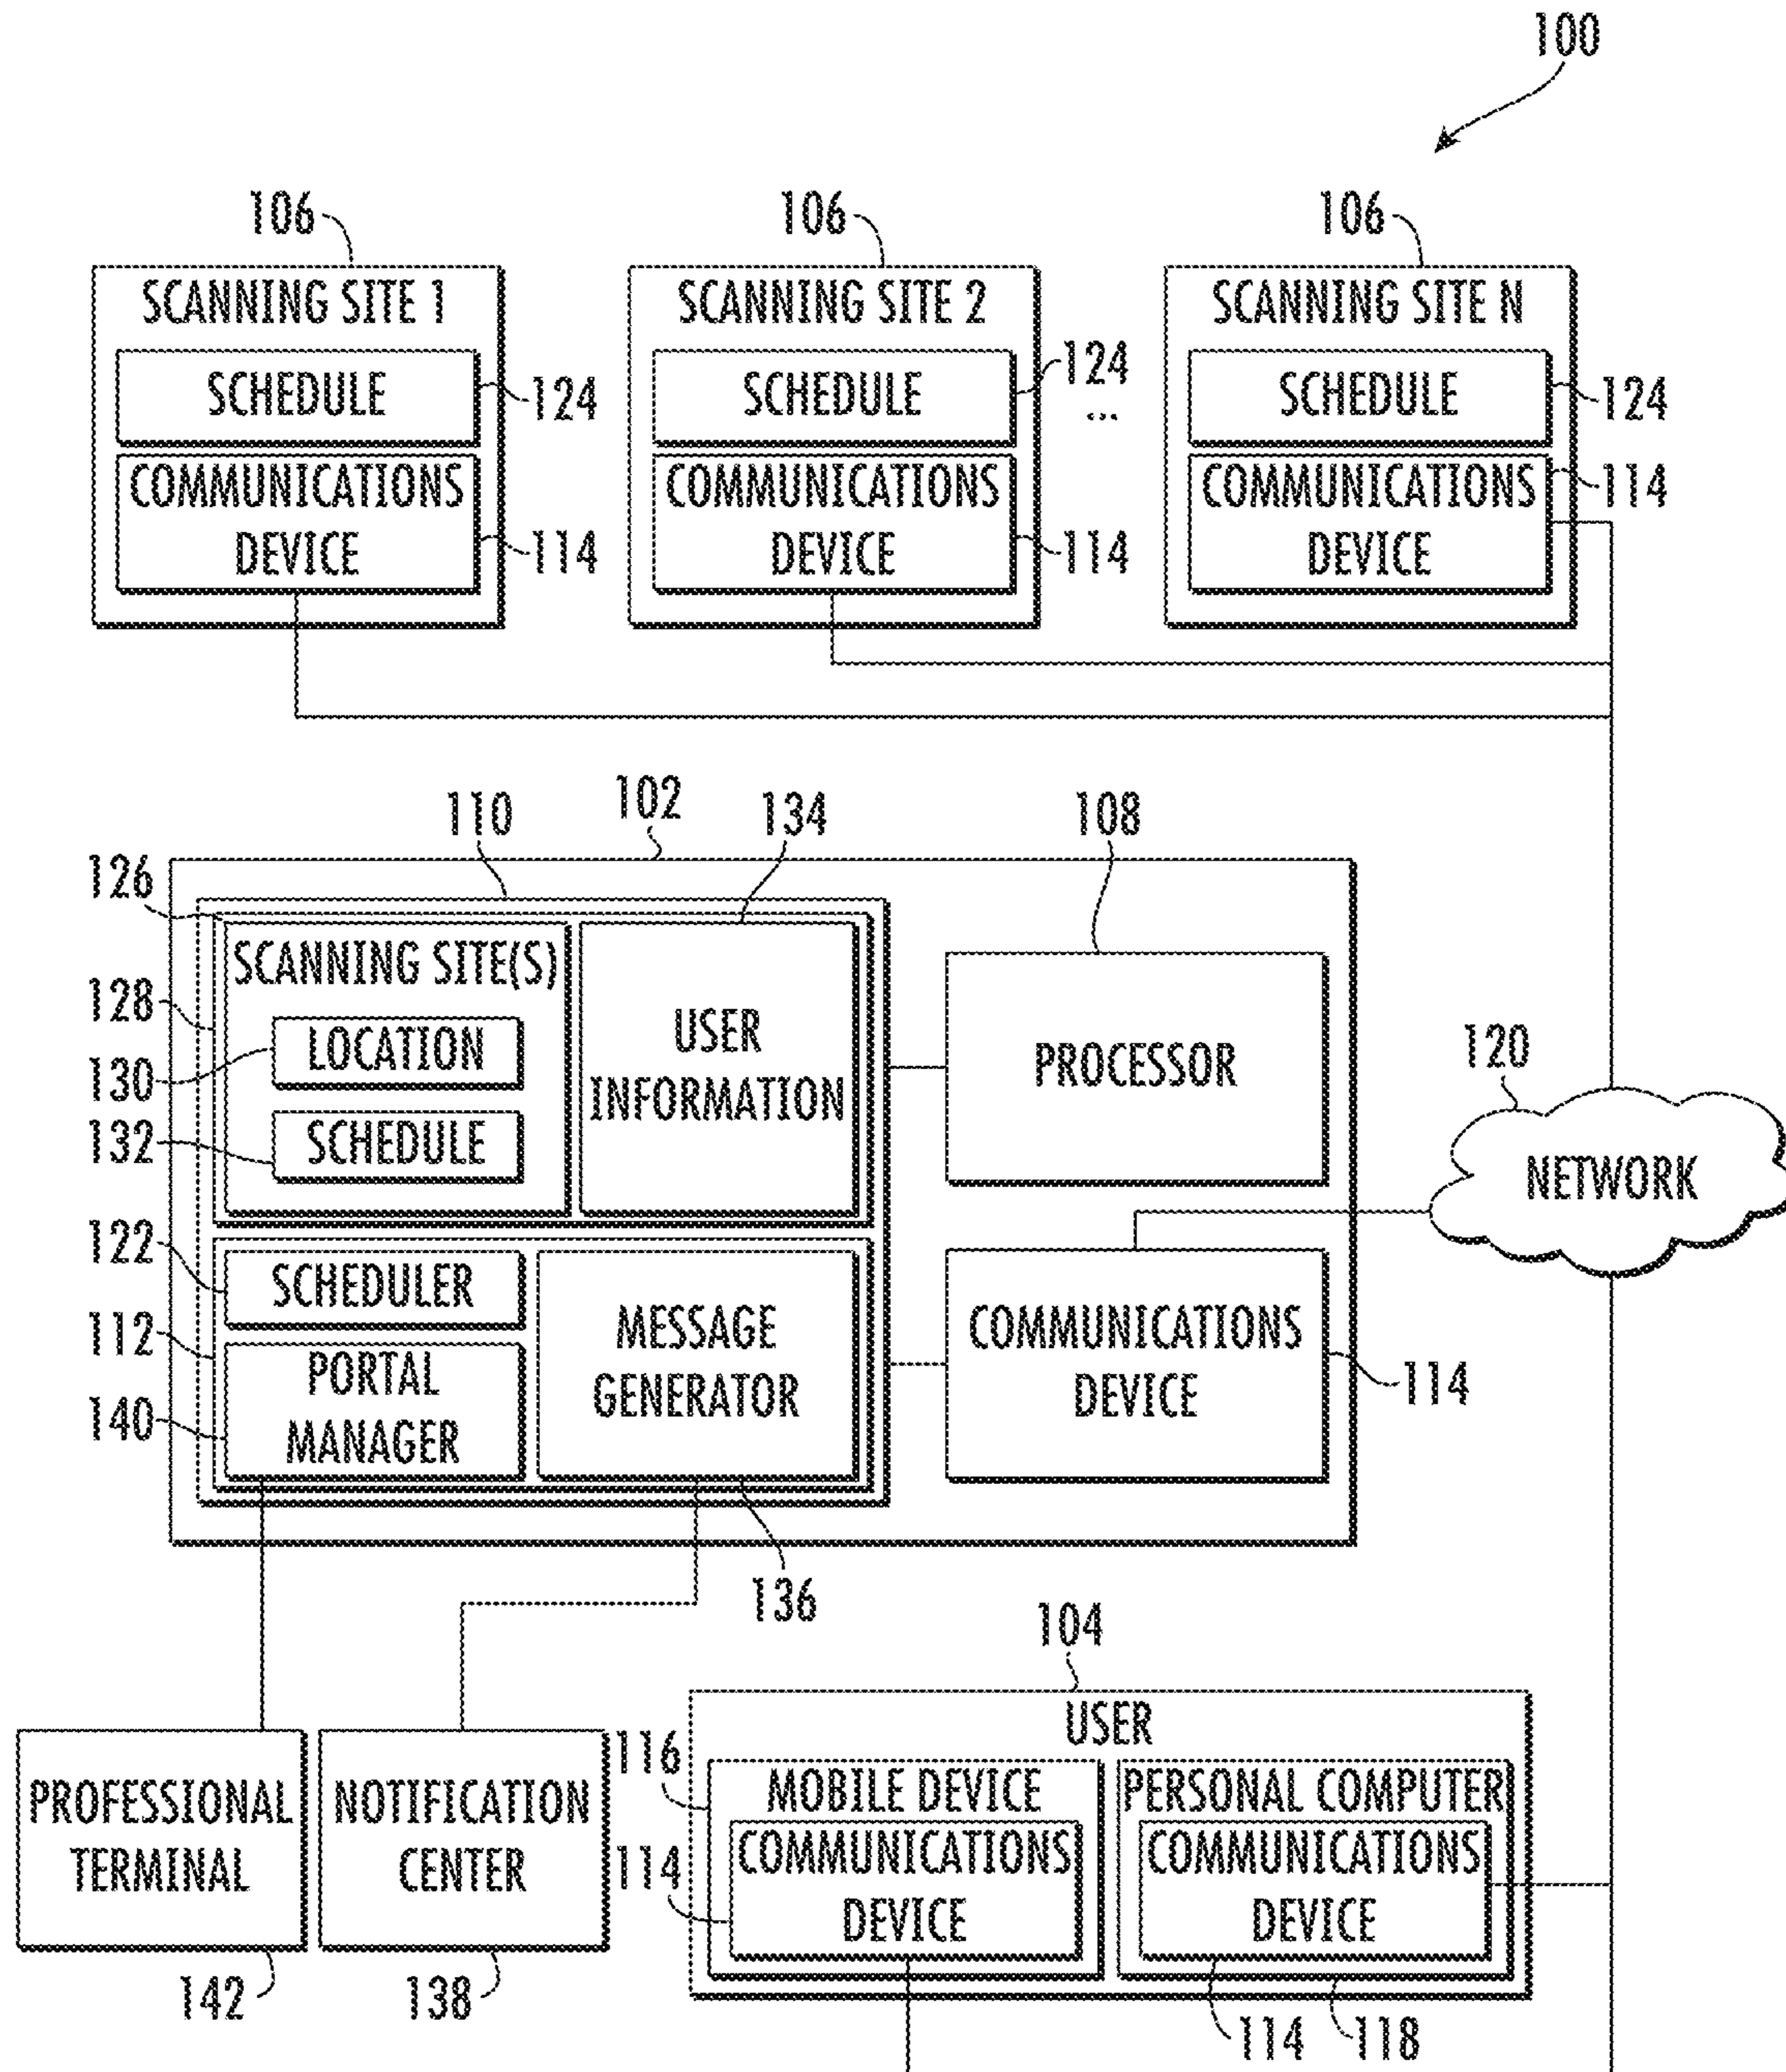 100
106
106
106
SCANNING SITE 1
SCANNING SITE 2
SCANNING SITE N
SCHEDULE
124
SCHEDULE
124
...
SCHEDULE
124
COMMUNICATIONS
DEVICE
114
COMMUNICATIONS
DEVICE
114
COMMUNICATIONS
DEVICE
114
110
102
134
108
126
SCANNING SITE(S)
128
LOCATION
130
SCHEDULE
132
USER
INFORMATION
PROCESSOR
120
NETWORK
122
SCHEDULER
112
PORTAL
MANAGER
140
MESSAGE
GENERATOR
COMMUNICATIONS
DEVICE
114
136
104
USER
PROFESSIONAL
TERMINAL
142
NOTIFICATION
CENTER
138
116
MOBILE DEVICE
114
COMMUNICATIONS
DEVICE
PERSONAL COMPUTER
COMMUNICATIONS
DEVICE
114
118